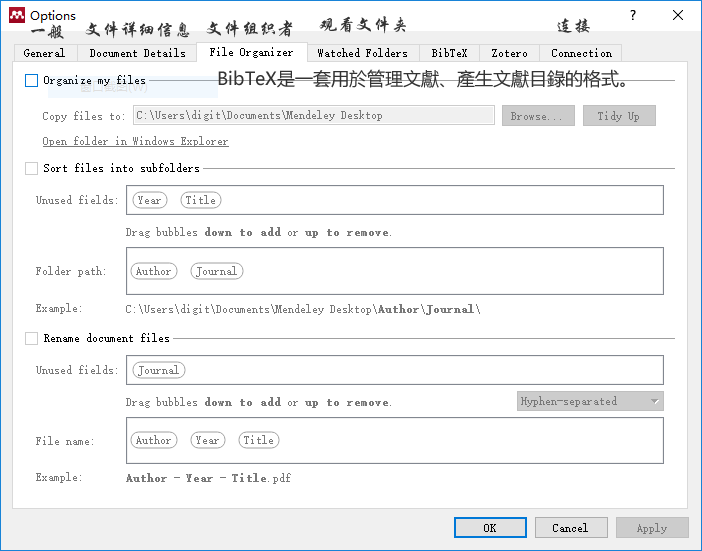 Options
一般 文件详细信息 文件组织者 观看文件夹 连接
General Document Details File Organizer Watched Folders BibTeX Zotero Connection
Organize my files
BibTeX是一套用於管理文獻、產生文獻目錄的格式。
窗口截图(W)
Copy files to: C:\Users\digit\Documents\Mendeley Desktop Browse... Tidy Up
Open folder in Windows Explorer
Sort files into subfolders
Unused fields: Year Title
Drag bubbles down to add or up to remove.
Folder path: Author Journal
Example: C:\Users\digit\Documents\Mendeley Desktop\Author\Journal\
Rename document files
Unused fields: Journal
Drag bubbles down to add or up to remove. Hyphen-separated
File name: Author Year Title
Example: Author - Year - Title.pdf
OK Cancel Apply